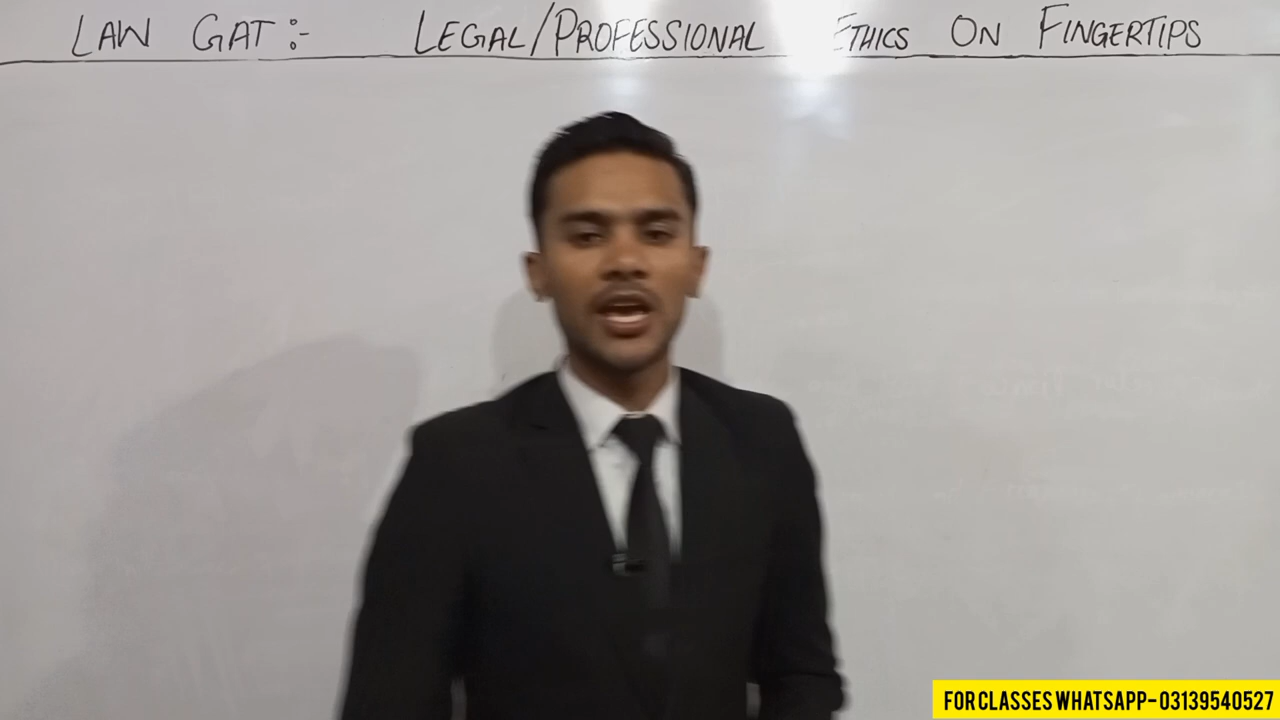 LAW GAT :- LEGAL/PROFESSIONAL ETHICS ON FINGERTIPS
FOR CLASSES WHATSAPP-03139540527